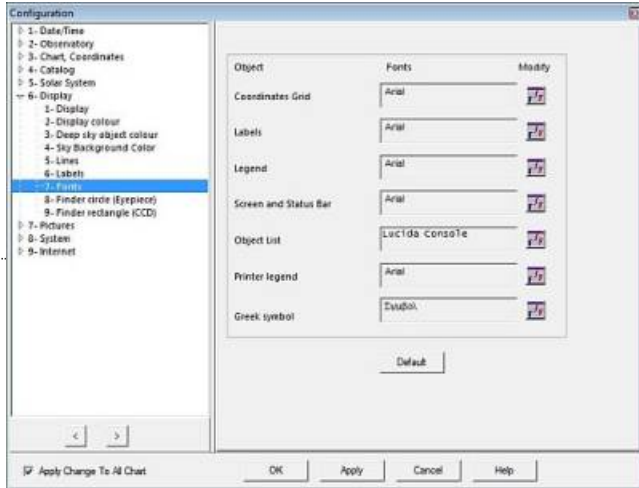 Configuration
1- Date/Time
2- Observatory
3- Chart, Coordinates
4- Catalog
5- Solar System
6- Display
1- Display
2- Display colour
3- Deep sky object colour
4- Sky Background Color
5- Lines
6- Labels
7- Fonts
8- Finder circle (Eyepiece)
9- Finder rectangle (CCD)
7- Pictures
8- System
9- Internet
< >
Object Fonts Modify
Coordinates Grid Arial
Labels Arial
Legend Arial
Screen and Status Bar Arial
Object List Lucida Console
Printer legend Arial
Greek symbol Σψμβολ
Default
Apply Change To All Chart
OK Apply Cancel Help